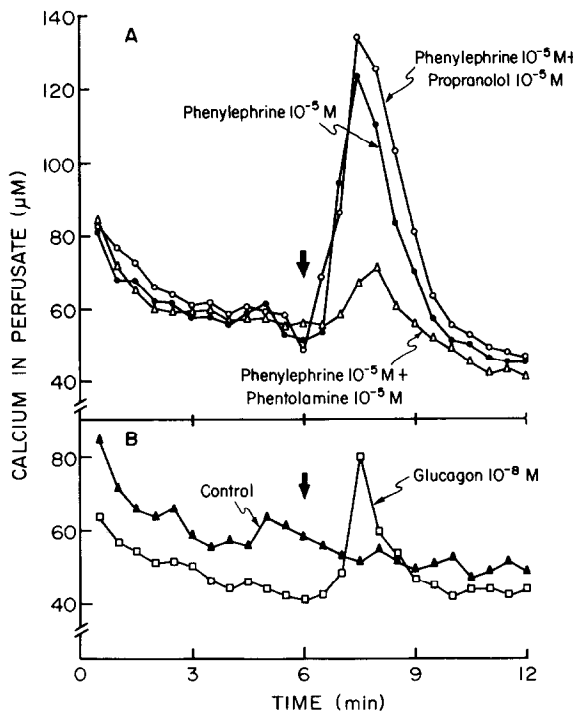 A
CALCIUM IN PERFUSATE (μM)
140
120
100
80
60
40
Phenylephrine 10⁻⁵ M+
Propranolol 10⁻⁵ M
Phenylephrine 10⁻⁵ M
Phenylephrine 10⁻⁵ M +
Phentolamine 10⁻⁵ M
B
80
60
40
Control
Glucagon 10⁻⁸ M
0 3 6 9 12
TIME (min)